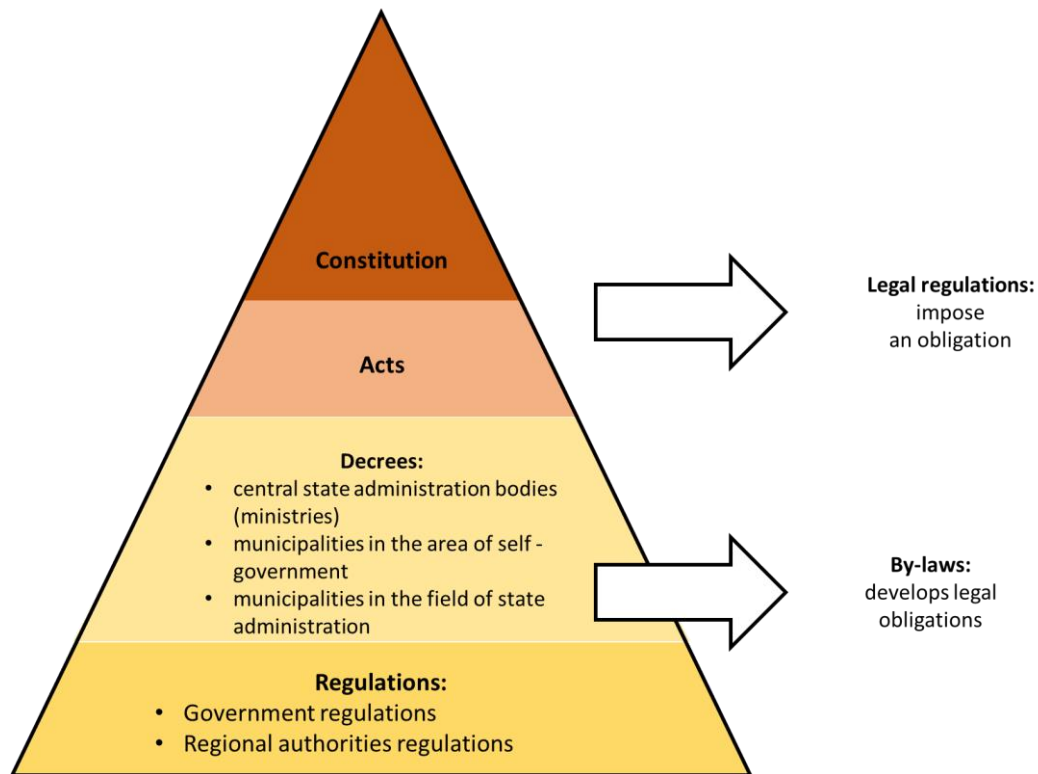 Constitution
Legal regulations:
impose
an obligation
Acts
Decrees:
• central state administration bodies
(ministries)
• municipalities in the area of self -
government
• municipalities in the field of state
administration
By-laws:
develops legal
obligations
Regulations:
• Government regulations
• Regional authorities regulations